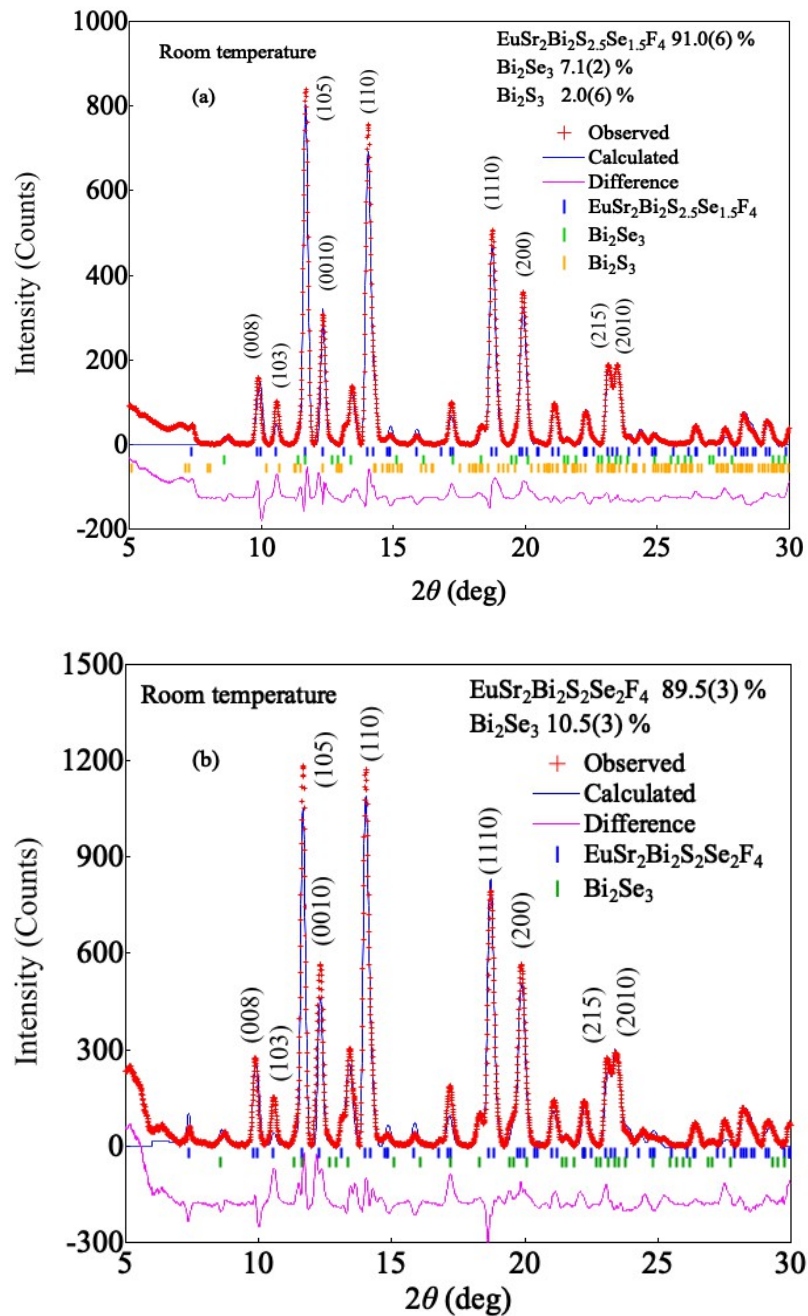 1000
800
600
400
200
0
-200
Intensity (Counts)
Room temperature
(a)
EuSr₂Bi₂S₂.₅Se₁.₅F₄ 91.0(6) %
Bi₂Se₃ 7.1(2) %
Bi₂S₃ 2.0(6) %
Observed
Calculated
Difference
EuSr₂Bi₂S₂.₅Se₁.₅F₄
Bi₂Se₃
Bi₂S₃
(008)
(103)
(105)
(0010)
(110)
(1110)
(200)
(215)
(2010)
5 10 15 20 25 30
2θ (deg)
1500
1200
900
600
300
0
-300
Intensity (Counts)
Room temperature
(b)
EuSr₂Bi₂S₂Se₂F₄ 89.5(3) %
Bi₂Se₃ 10.5(3) %
Observed
Calculated
Difference
EuSr₂Bi₂S₂Se₂F₄
Bi₂Se₃
(008)
(103)
(105)
(0010)
(110)
(1110)
(200)
(215)
(2010)
5 10 15 20 25 30
2θ (deg)